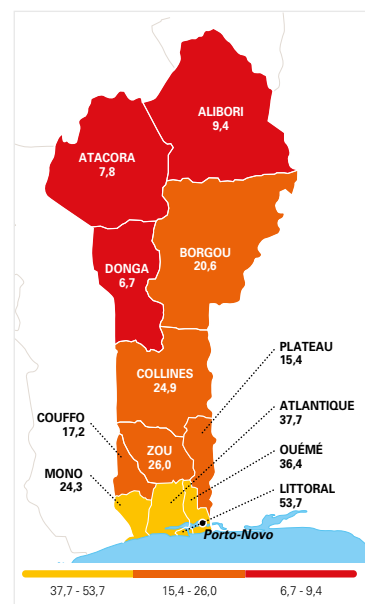 ALIBORI
9,4
ATACORA
7,8
BORGOU
20,6
DONGA
6,7
PLATEAU
15,4
COLLINES
24,9
ATLANTIQUE
37,7
COUFFO
17,2
ZOU
26,0
OUÉMÉ
36,4
MONO
24,3
LITTORAL
53,7
Porto-Novo
37,7 - 53,7
15,4 - 26,0
6,7 - 9,4